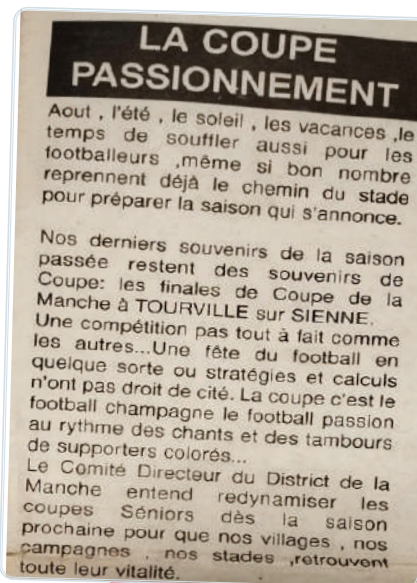 LA COUPE
PASSIONNEMENT
Aout , l'été , le soleil , les vacances ,le
temps de souffler aussi pour les
footballeurs ,même si bon nombre
reprennent déjà le chemin du stade
pour préparer la saison qui s'annonce.
Nos derniers souvenirs de la saison
passée restent des souvenirs de
Coupe: les finales de Coupe de la
Manche à TOURVILLE sur SIENNE.
Une compétition pas tout à fait comme
les autres...Une fête du football en
quelque sorte ou stratégies et calculs
n'ont pas droit de cité. La coupe c'est le
football champagne le football passion
au rythme des chants et des tambours
de supporters colorés...
Le Comité Directeur du District de la
Manche entend redynamiser les
coupes Séniors dès la saison
prochaine pour que nos villages , nos
campagnes , nos stades ,retrouvent
toute leur vitalité.